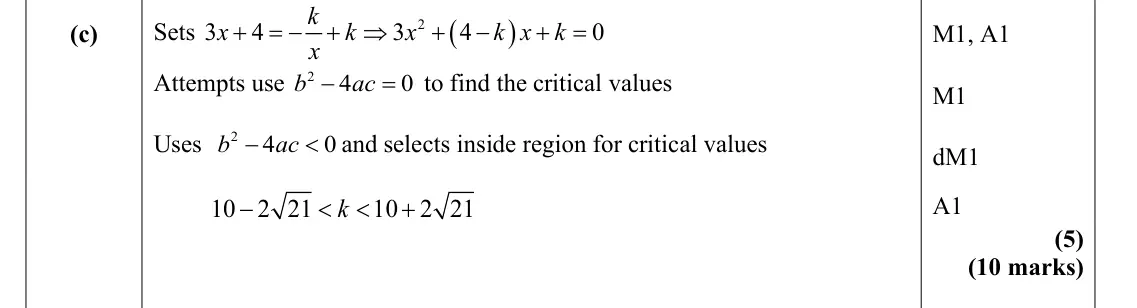 (c) Sets 3x + 4 = −k/x + k ⇒ 3x² + (4 − k)x + k = 0 M1, A1
Attempts use b² − 4ac = 0 to find the critical values
M1
Uses b² − 4ac < 0 and selects inside region for critical values
dM1
10 − 2√21 < k < 10 + 2√21 A1
(5)
(10 marks)